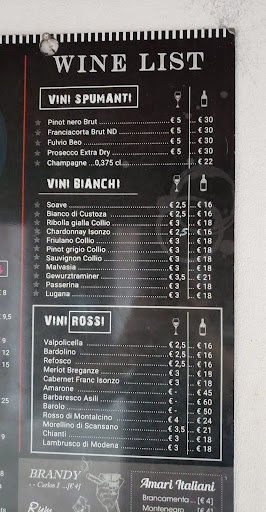 WINE LIST
VINI SPUMANTI
Pinot nero Brut € 5 € 30
Franciacorta Brut ND € 5 € 30
Fulvio Beo € 5 € 30
Prosecco Extra Dry € 5 € 30
Champagne ...0,375 cl. € 22
VINI BIANCHI
Soave € 2,5 € 16
Bianco di Custoza € 2,5 € 16
Ribolla gialla Collio € 3 € 18
Chardonnay Isonzo € 2,5 € 16
Friulano Collio € 3 € 18
Pinot grigio Collio € 3 € 18
Sauvignon Collio € 3 € 18
Malvasia € 3 € 18
Gewurztraminer € 3,5 € 21
Passerina € 3 € 18
Lugana € 3 € 18
VINI ROSSI
Valpolicella € 2,5 € 16
Bardolino € 2,5 € 16
Refosco € 2,5 € 16
Merlot Breganze € 3 € 18
Cabernet Franc Isonzo € 3 € 18
Amarone € - € 45
Barbaresco Asili € - € 60
Barolo € - € 50
Rosso di Montalcino € 4 € 24
Morellino di Scansano € 3,5 € 21
Chianti € 3 € 18
Lambrusco di Modena € 3 € 18
BRANDY
- Carlos I ...[€ 4]
Amari Italiani
Brancamenta ... [€ 4]
Montenegro